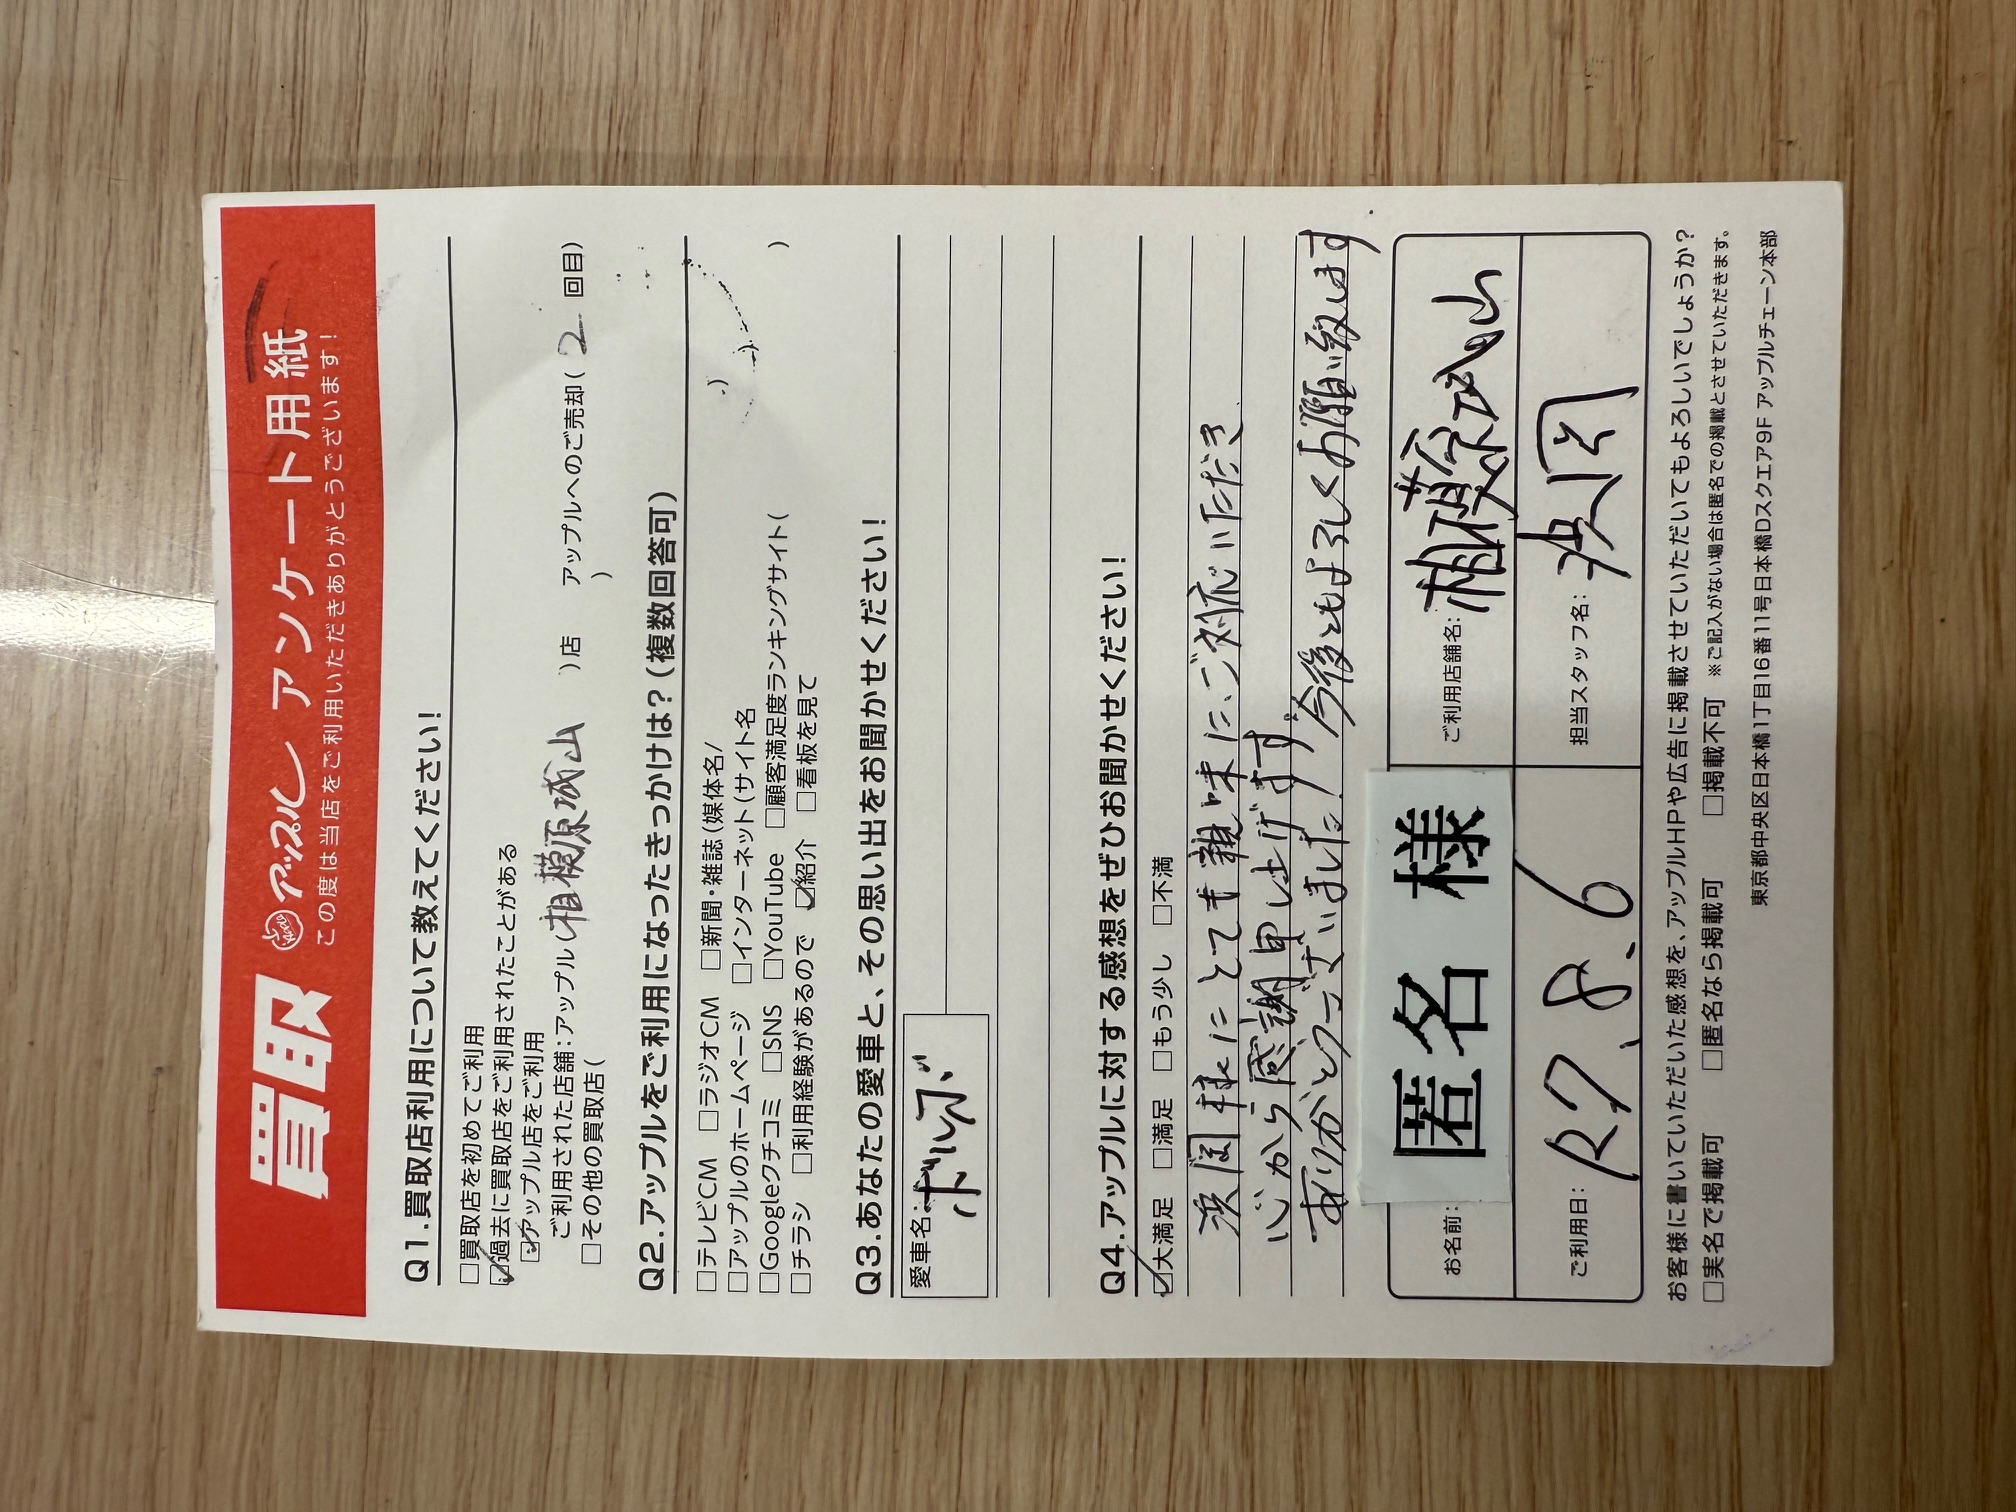 買取 Apple アップル アンケート用紙
この度は当店をご利用いただきありがとうございます!
Q1.買取店利用について教えてください!
□買取店を初めてご利用
☑過去に買取店をご利用されたことがある
☑アップル店をご利用
ご利用された店舗:アップル(相模原城山 )店 アップルへのご売却( 2 回目)
□その他の買取店( )
Q2.アップルをご利用になったきっかけは?(複数回答可)
□テレビCM □ラジオCM □新聞・雑誌(媒体名/ )
□アップルのホームページ □インターネット(サイト名 )
□Googleクチコミ □SNS □YouTube □顧客満足度ランキングサイト( )
□チラシ □利用経験があるので ☑紹介 □看板を見て
Q3.あなたの愛車と、その思い出をお聞かせください!
愛車名: ボルボ
Q4.アップルに対する感想をぜひお聞かせください!
☑大満足 □満足 □もう少し □不満
浜岡様にとても親味に、ご対応いただき
心から感謝申し上げます
ありがとうございました! 今後ともよろしくお願い致します
お名前: 匿名 様
ご利用店舗名: 相模原城山
ご利用日: R7.8.6
担当スタッフ名: 浜岡
お客様に書いていただいた感想を、アップルHPや広告に掲載させていただいてもよろしいでしょうか?
□実名で掲載可 □匿名なら掲載可 □掲載不可 ※ご記入がない場合は匿名での掲載とさせていただきます。
東京都中央区日本橋1丁目16番11号日本橋Dスクエア9F アップルチェーン本部